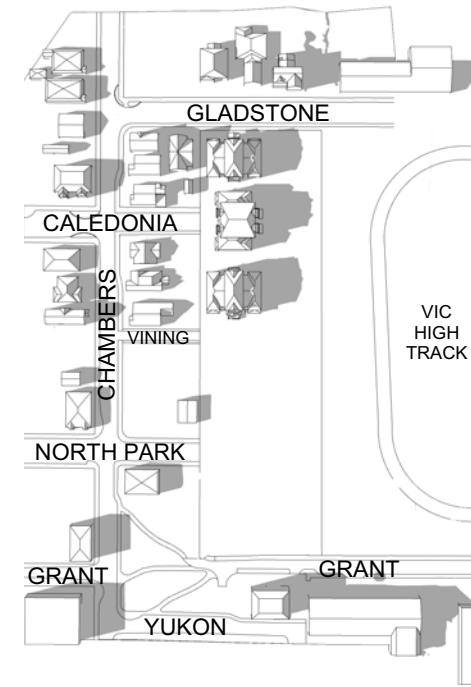 GLADSTONE
CALEDONIA
CHAMBERS
VIC
HIGH
TRACK
VINING
NORTH PARK
GRANT
GRANT
YUKON